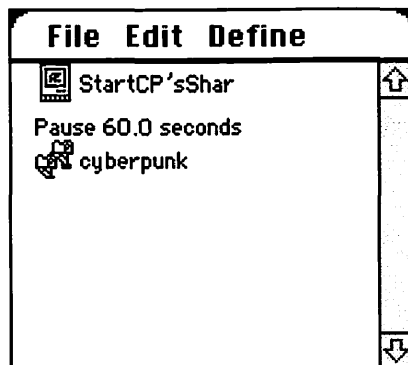 File Edit Define
StartCP'sShar
Pause 60.0 seconds
cyberpunk